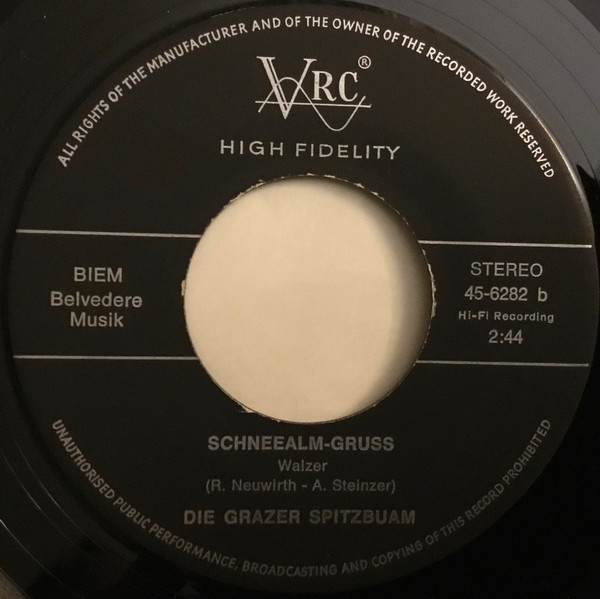 ALL RIGHTS OF THE MANUFACTURER AND OF THE OWNER OF THE RECORDED WORK RESERVED
VRC®
HIGH FIDELITY
BIEM
Belvedere
Musik
STEREO
45-6282 b
Hi-Fi Recording
2:44
SCHNEEALM-GRUSS
Walzer
(R. Neuwirth - A. Steinzer)
DIE GRAZER SPITZBUAM
UNAUTHORISED PUBLIC PERFORMANCE, BROADCASTING AND COPYING OF THIS RECORD PROHIBITED